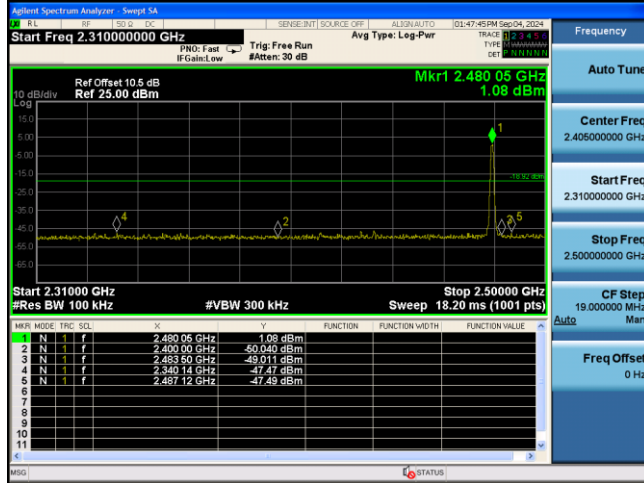 Agilent Spectrum Analyzer - Swept SA
RL RF 50 Ω DC SENSE:INT SOURCE OFF ALIGNAUTO 01:47:45 PM Sep 04, 2024
Start Freq 2.310000000 GHz
Avg Type: Log-Pwr
TRACE 1 2 3 4 5 6
TYPE M
DET P N N N N N
PNO: Fast
IFGain:Low
Trig: Free Run
#Atten: 30 dB
Mkr1 2.480 05 GHz
1.08 dBm
Ref Offset 10.5 dB
Ref 25.00 dBm
10 dB/div
Log
15.0
5.00
-5.00
-15.0
-25.0
-35.0
-45.0
-55.0
-65.0
1
-18.92 dBm
4
2
3 5
Start 2.31000 GHz
Stop 2.50000 GHz
#Res BW 100 kHz
#VBW 300 kHz
Sweep 18.20 ms (1001 pts)
MKR MODE TRC SCL X Y FUNCTION FUNCTION WIDTH FUNCTION VALUE
1 N 1 f 2.480 05 GHz 1.08 dBm
2 N 1 f 2.400 00 GHz -50.040 dBm
3 N 1 f 2.483 50 GHz -49.011 dBm
4 N 1 f 2.340 14 GHz -47.47 dBm
5 N 1 f 2.487 12 GHz -47.49 dBm
6
7
8
9
10
11
MSG
STATUS
Frequency
Auto Tune
Center Freq
2.405000000 GHz
Start Freq
2.310000000 GHz
Stop Freq
2.500000000 GHz
CF Step
19.000000 MHz
Auto Man
Freq Offset
0 Hz